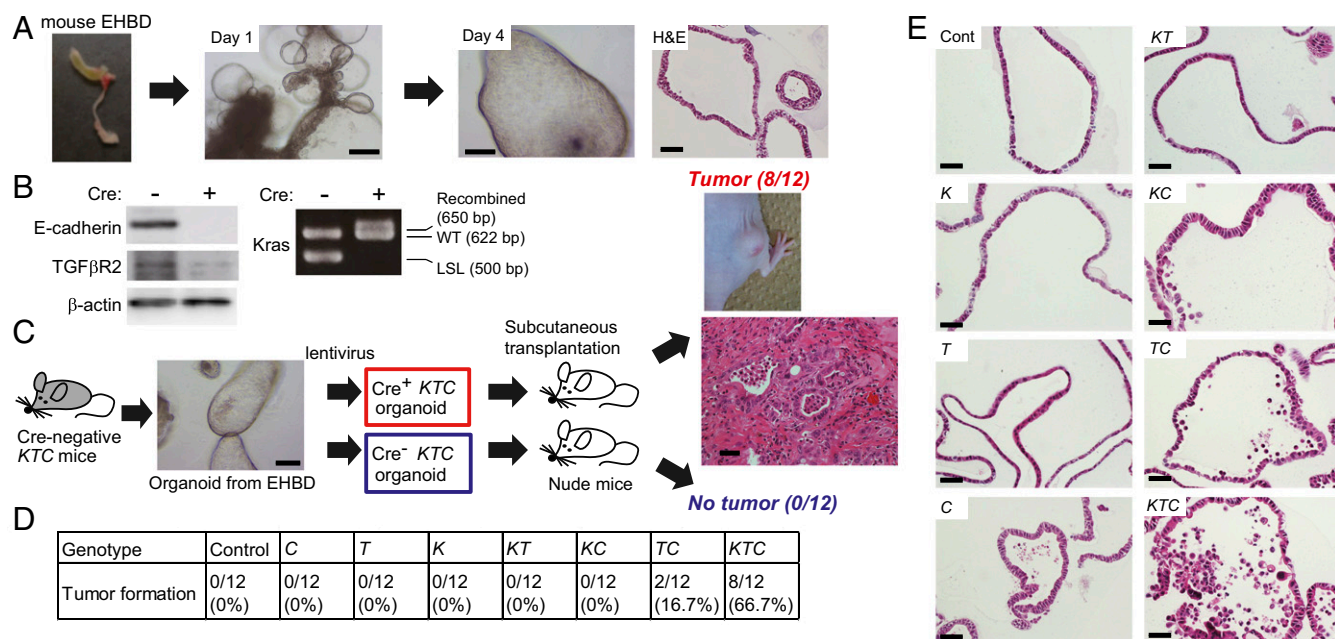 A
mouse EHBD
Day 1
Day 4
H&E
B
Cre: - +
E-cadherin
TGFβR2
β-actin
Cre: - +
Kras
Recombined
(650 bp)
WT (622 bp)
LSL (500 bp)
Tumor (8/12)
C
Cre-negative
KTC mice
Organoid from EHBD
lentivirus
Cre+ KTC
organoid
Cre- KTC
organoid
Subcutaneous
transplantation
Nude mice
No tumor (0/12)
D
Genotype Control C T K KT KC TC KTC
Tumor formation 0/12 0/12 0/12 0/12 0/12 0/12 2/12 8/12
(0%) (0%) (0%) (0%) (0%) (0%) (16.7%) (66.7%)
E
Cont
KT
K
KC
T
TC
C
KTC